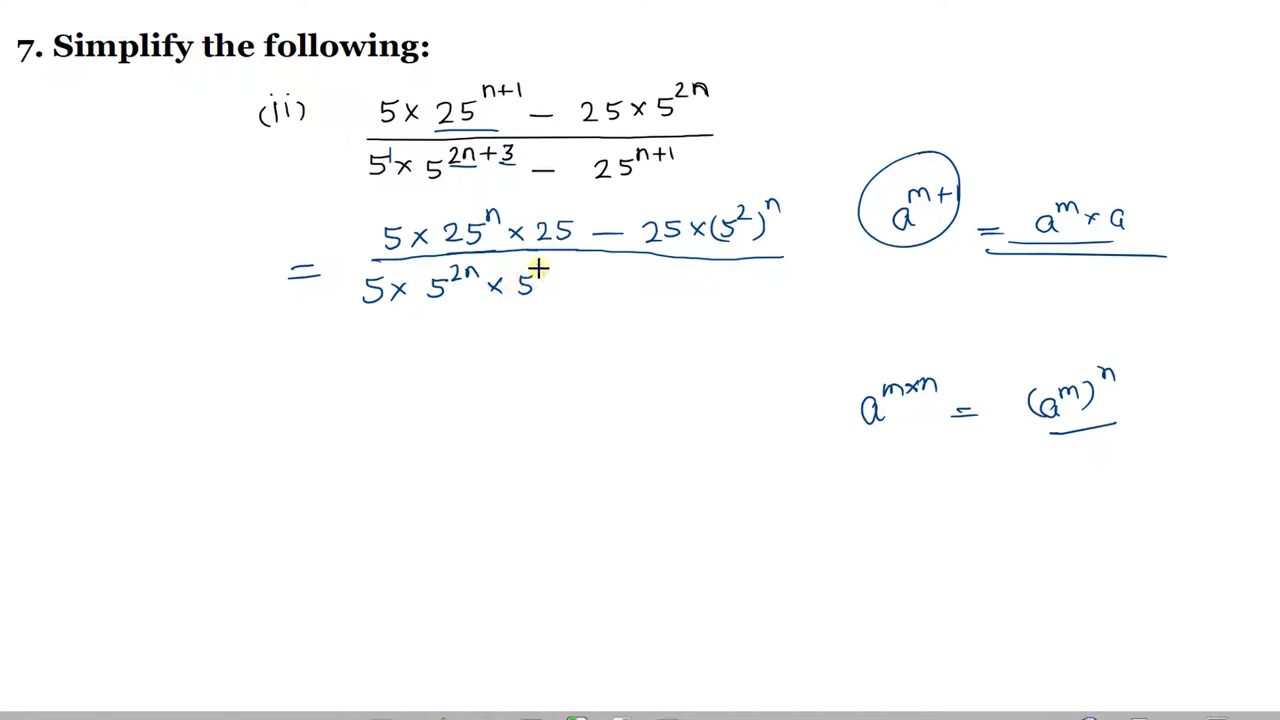 7. Simplify the following:
(ii) 5 × 25^{n+1} − 25 × 5^{2n}
5^1 × 5^{2n+3} − 25^{n+1}
a^{m+1} = a^m × a
5 × 25^n × 25 − 25 × (5^2)^n
= 5 × 5^{2n} × 5
a^{m×n} = (a^m)^n